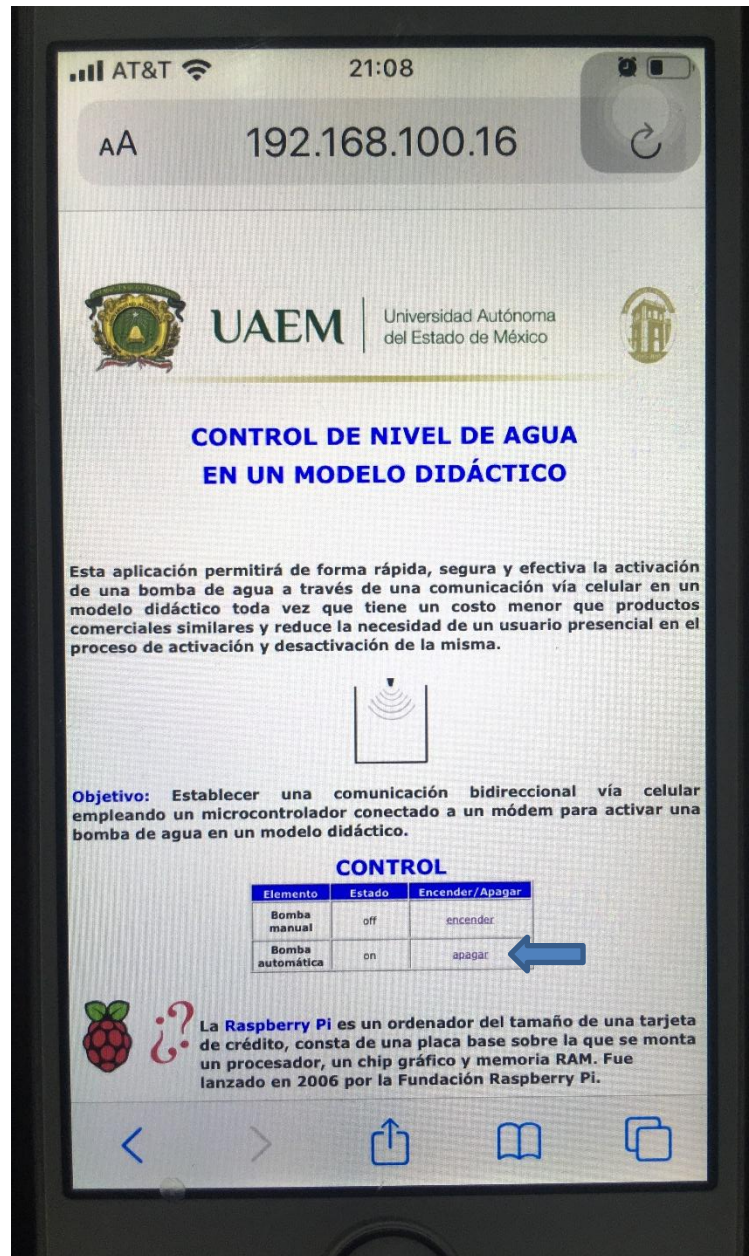 AT&T 21:08
AA 192.168.100.16
UAEM Universidad Autónoma
del Estado de México
CONTROL DE NIVEL DE AGUA
EN UN MODELO DIDÁCTICO
Esta aplicación permitirá de forma rápida, segura y efectiva la activación
de una bomba de agua a través de una comunicación vía celular en un
modelo didáctico toda vez que tiene un costo menor que productos
comerciales similares y reduce la necesidad de un usuario presencial en el
proceso de activación y desactivación de la misma.
Objetivo: Establecer una comunicación bidireccional vía celular
empleando un microcontrolador conectado a un módem para activar una
bomba de agua en un modelo didáctico.
CONTROL
Elemento Estado Encender/Apagar
Bomba
manual off encender
Bomba
automática on apagar
¿?
La Raspberry Pi es un ordenador del tamaño de una tarjeta
de crédito, consta de una placa base sobre la que se monta
un procesador, un chip gráfico y memoria RAM. Fue
lanzado en 2006 por la Fundación Raspberry Pi.